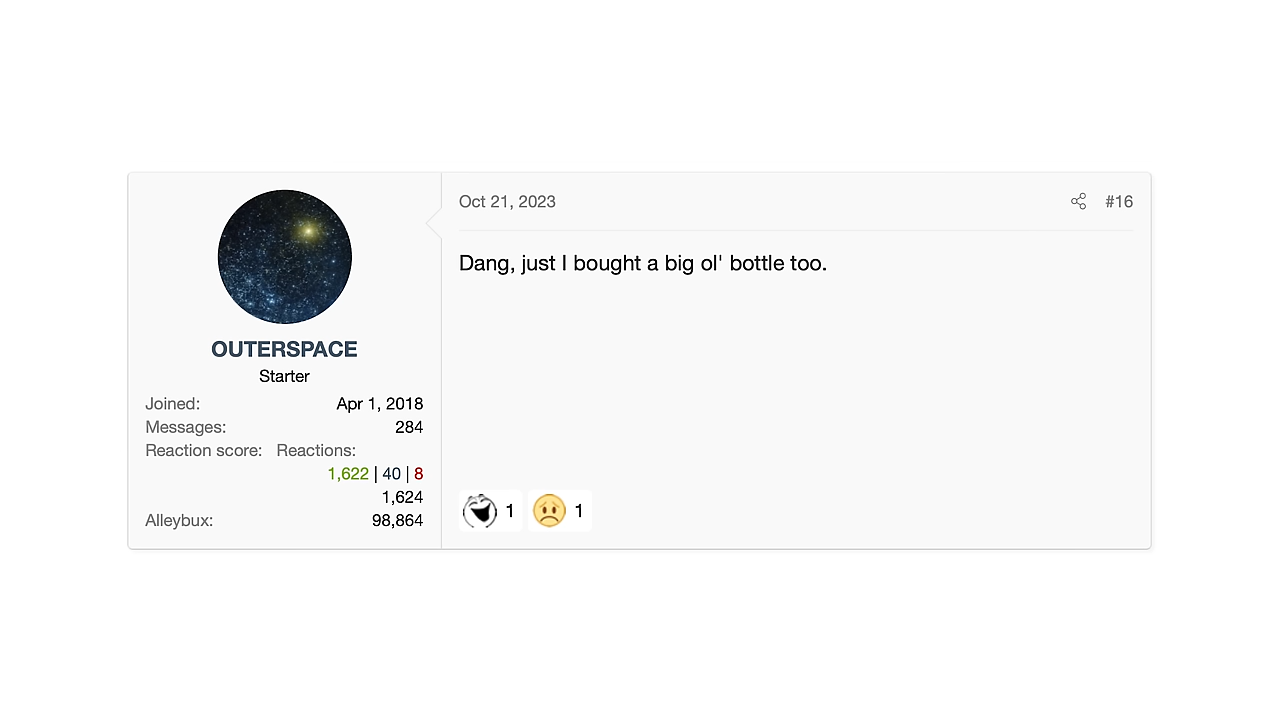 Oct 21, 2023
#16
Dang, just I bought a big ol' bottle too.
OUTERSPACE
Starter
Joined: Apr 1, 2018
Messages: 284
Reaction score: Reactions:
1,622 | 40 | 8
1,624
Alleybux: 98,864
1 1